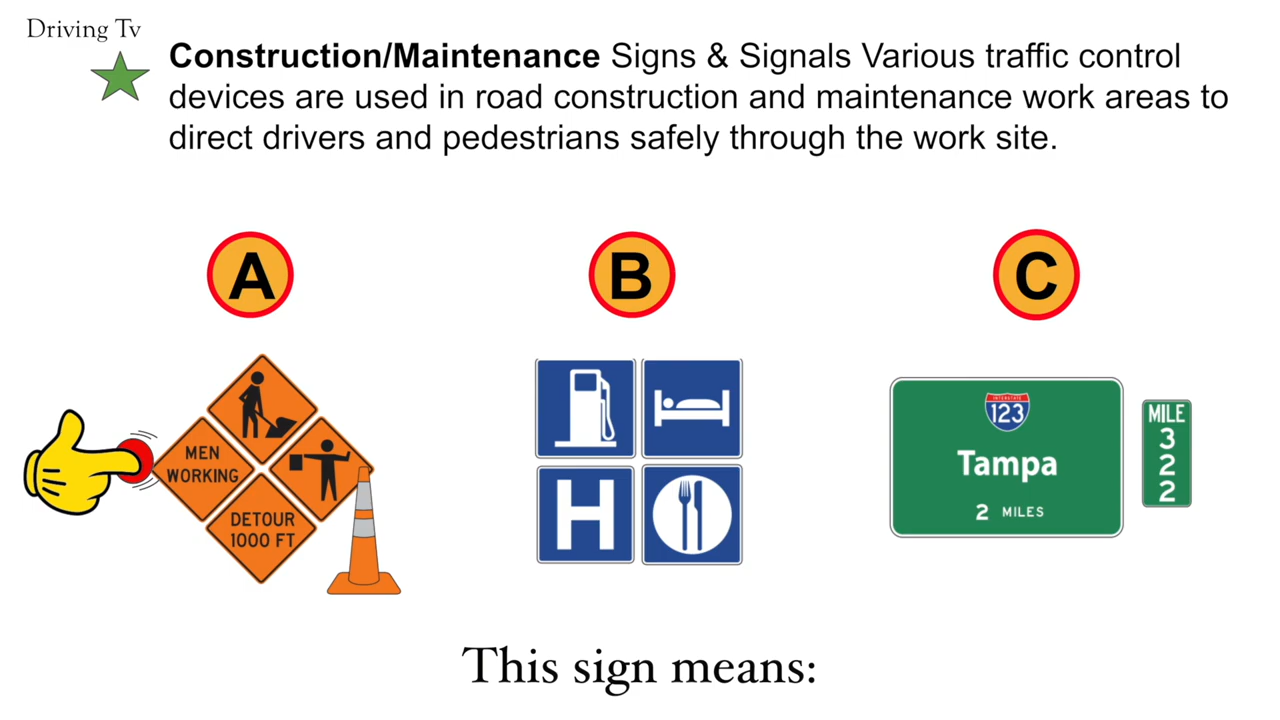 Driving Tv
Construction/Maintenance Signs & Signals Various traffic control
devices are used in road construction and maintenance work areas to
direct drivers and pedestrians safely through the work site.
A
B
C
MEN
WORKING
DETOUR
1000 FT
H
INTERSTATE
123
Tampa
2 MILES
MILE
3
2
2
This sign means: